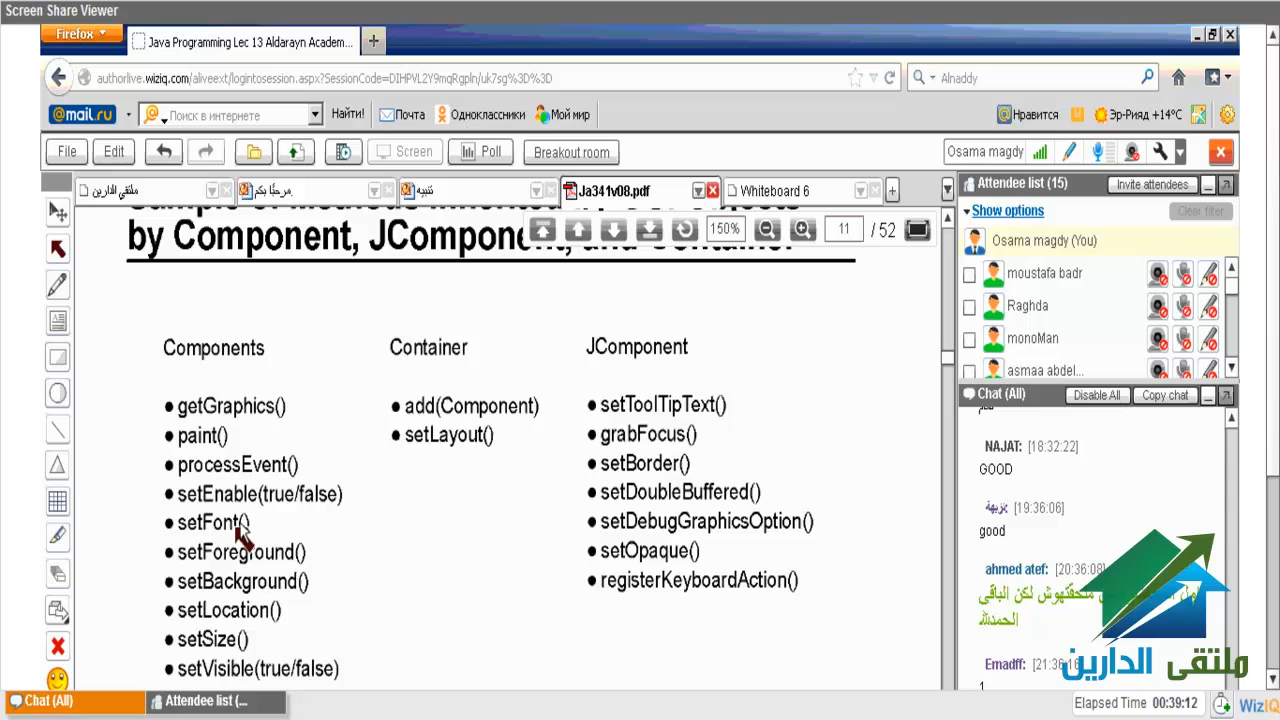 Screen Share Viewer
Firefox
Java Programming Lec 13 Aldarayn Academ...
authorlive.wiziq.com/aliveext/logintosession.aspx?SessionCode=DIHPVL2Y9mqRgpln/uk7sg%3D%3D
Alnaddy
@mail.ru
Поиск в интернете
Найти!
Почта
Одноклассники
Мой мир
Нравится
Эр-Рияд +14°C
File
Edit
Screen
Poll
Breakout room
Osama magdy
ملتقي الدارين
مرحبًا بكم.
تنبيه
Ja341v08.pdf
Whiteboard 6
by Component, JComponent, and Container
150%
11 / 52
Components
• getGraphics()
• paint()
• processEvent()
• setEnable(true/false)
• setFont()
• setForeground()
• setBackground()
• setLocation()
• setSize()
• setVisible(true/false)
Container
• add(Component)
• setLayout()
JComponent
• setToolTipText()
• grabFocus()
• setBorder()
• setDoubleBuffered()
• setDebugGraphicsOption()
• setOpaque()
• registerKeyboardAction()
Attendee list (15)
Invite attendees
Show options
Clear filter
Osama magdy (You)
moustafa badr
Raghda
monoMan
asmaa abdel...
Chat (All)
Disable All
Copy chat
NAJAT: [18:32:22]
GOOD
نزيهة: [19:36:06]
good
ahmed atef: [20:36:08]
لكن الباقى
الحمدلله
Emadff: [21:36:16]
1
ملتقى الدارين
Chat (All)
Attendee list (...
Elapsed Time 00:39:12
WizIQ